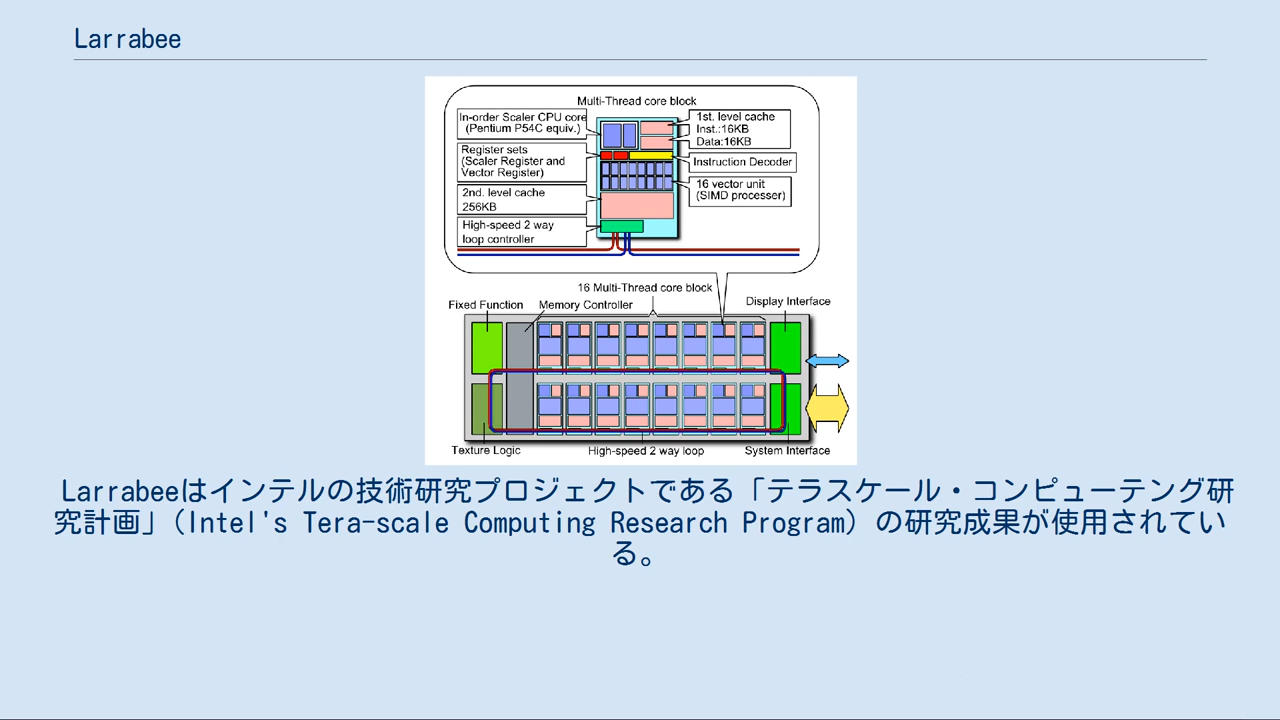 Larrabee
Multi-Thread core block
In-order Scaler CPU core
(Pentium P54C equiv.)
Register sets
(Scaler Register and
Vector Register)
2nd. level cache
256KB
High-speed 2 way
loop controller
1st. level cache
Inst.:16KB
Data:16KB
Instruction Decoder
16 vector unit
(SIMD processer)
16 Multi-Thread core block
Fixed Function
Memory Controller
Display Interface
Texture Logic
High-speed 2 way loop
System Interface
Larrabeeはインテルの技術研究プロジェクトである「テラスケール・コンピューテング研
究計画」(Intel's Tera-scale Computing Research Program) の研究成果が使用されてい
る。